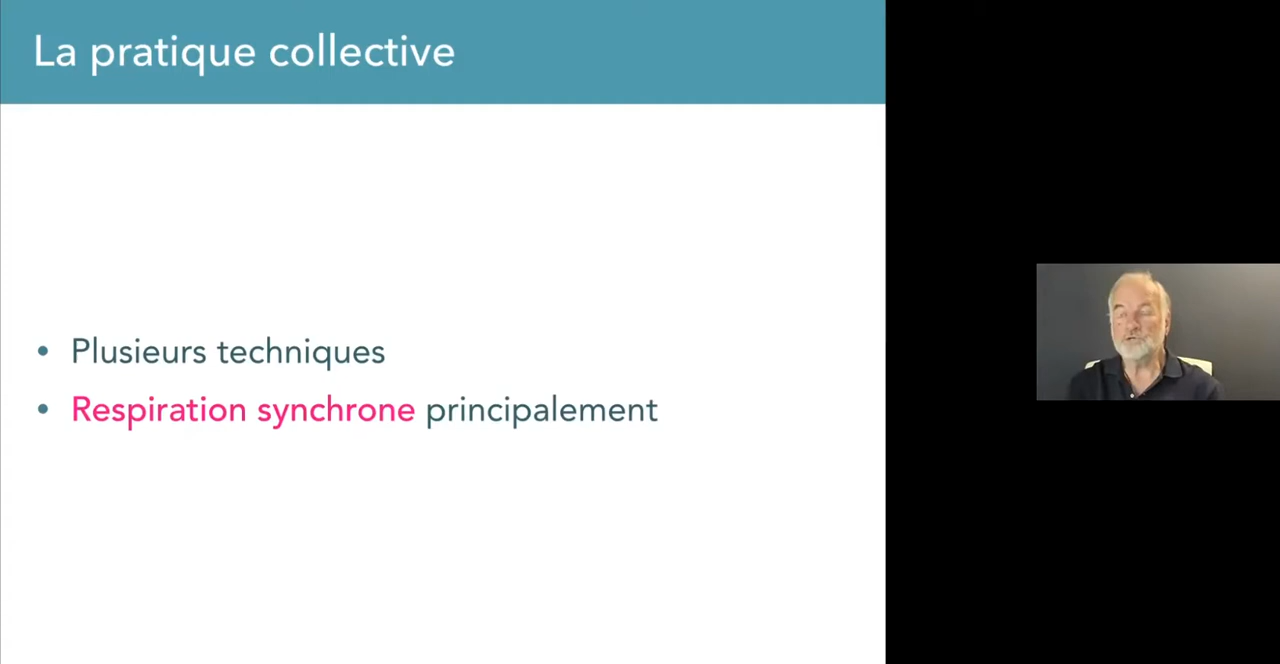 La pratique collective
• Plusieurs techniques
• Respiration synchrone principalement